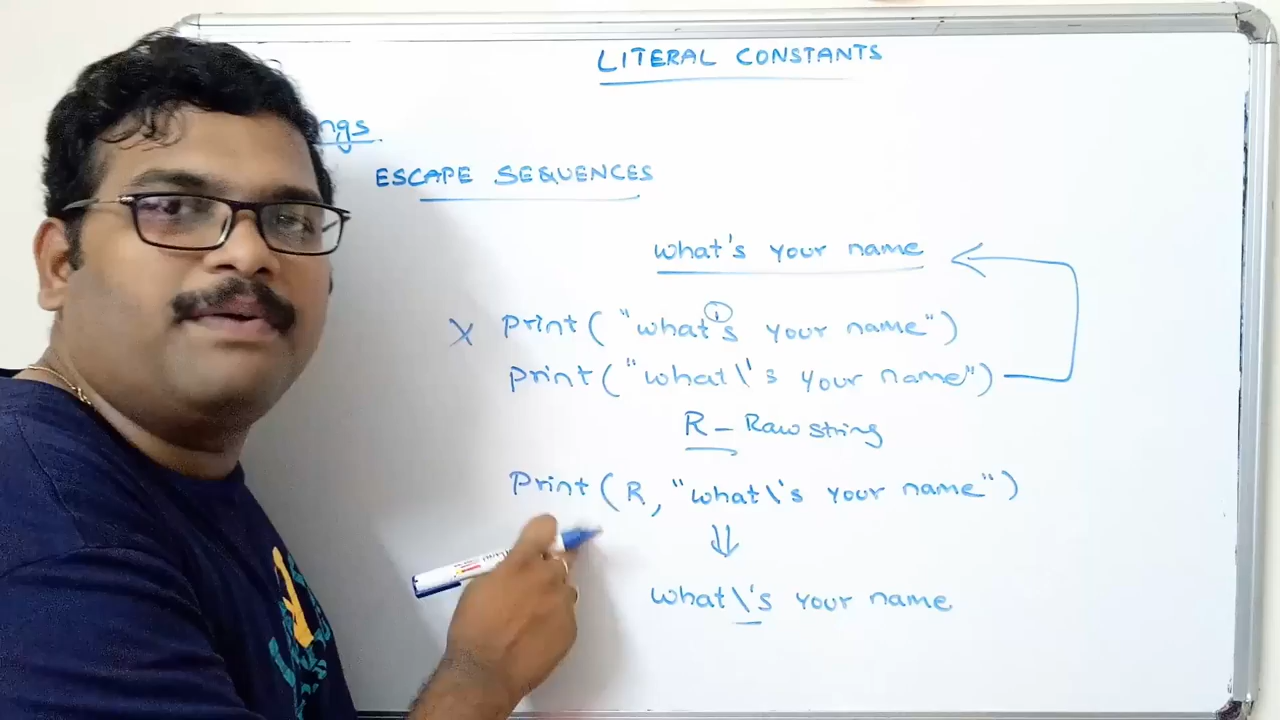 LITERAL CONSTANTS
ngs
ESCAPE SEQUENCES
what's your name
X print("what's your name")
print("what\'s your name")
R - Raw string
print(R, "what\'s your name")
⇓
what\'s your name